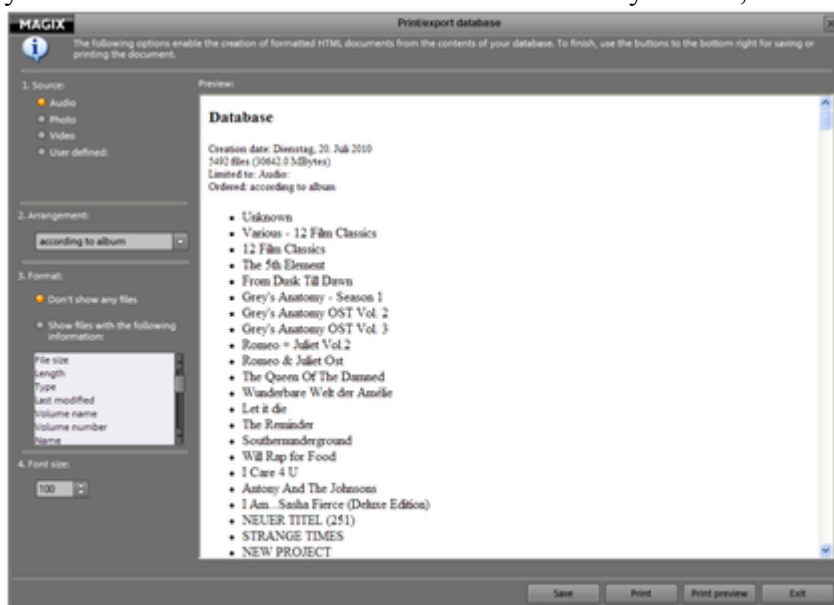 MAGIX
Print/export database
The following options enable the creation of formatted HTML documents from the contents of your database. To finish, use the buttons to the bottom right for saving or
printing the document.
1. Source:
Audio
Photo
Video
User defined:
2. Arrangement:
according to album
3. Format:
Don't show any files
Show files with the following
information:
File size
Length
Type
Last modified
Volume name
Volume number
Name
4. Font size:
100
Preview:
Database
Creation date: Dienstag, 20. Juli 2010
5492 files (30642.0 MBytes)
Limited to: Audio:
Ordered: according to album
Unknown
Various - 12 Film Classics
12 Film Classics
The 5th Element
From Dusk Till Dawn
Grey's Anatomy - Season 1
Grey's Anatomy OST Vol. 2
Grey's Anatomy OST Vol. 3
Romeo + Juliet Vol.2
Romeo & Juliet Ost
The Queen Of The Damned
Wunderbare Welt der Amélie
Let it die
The Reminder
Southernunderground
Will Rap for Food
I Care 4 U
Antony And The Johnsons
I Am...Sasha Fierce (Deluxe Edition)
NEUER TITEL (251)
STRANGE TIMES
NEW PROJECT
Save
Print
Print preview
Exit